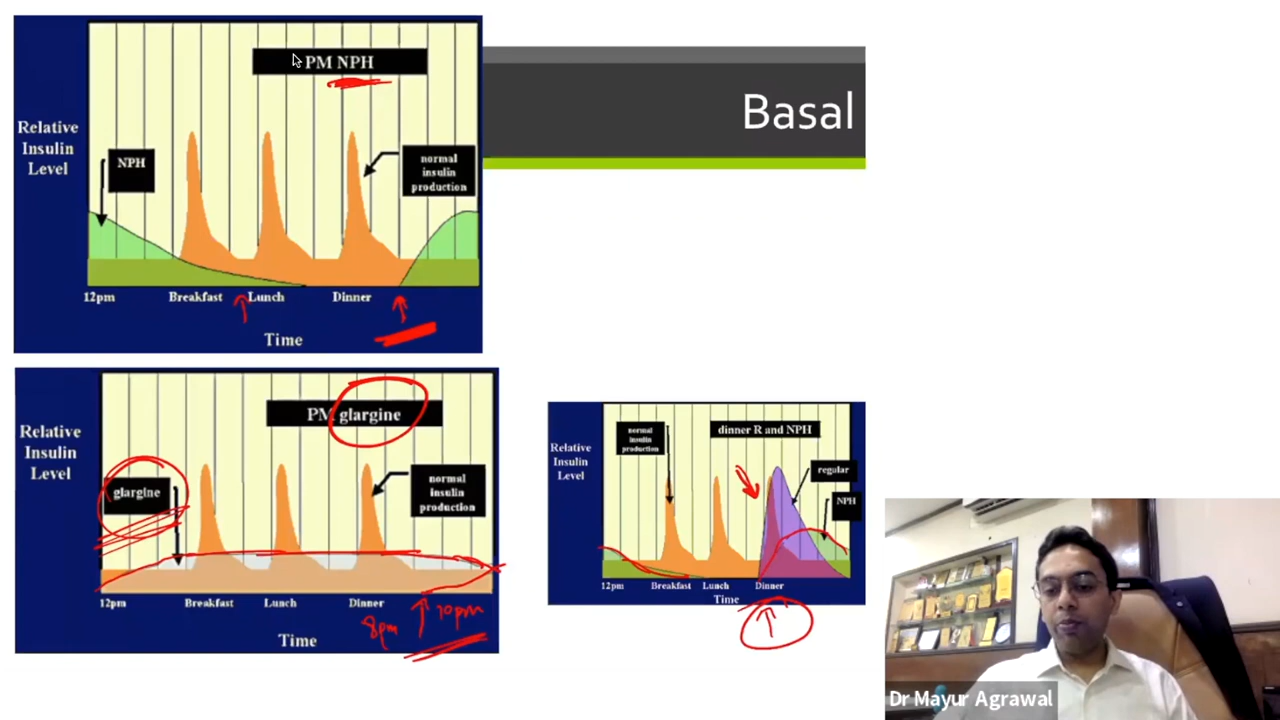 PM NPH
Relative
Insulin
Level
NPH
normal
insulin
production
12pm
Breakfast
Lunch
Dinner
Time
Basal
PM glargine
Relative
Insulin
Level
glargine
normal
insulin
production
12pm
Breakfast
Lunch
Dinner
8pm
10pm
Time
normal
insulin
production
dinner R and NPH
Relative
Insulin
Level
regular
NPH
12pm
Breakfast
Lunch
Dinner
Time
Dr Mayur Agrawal